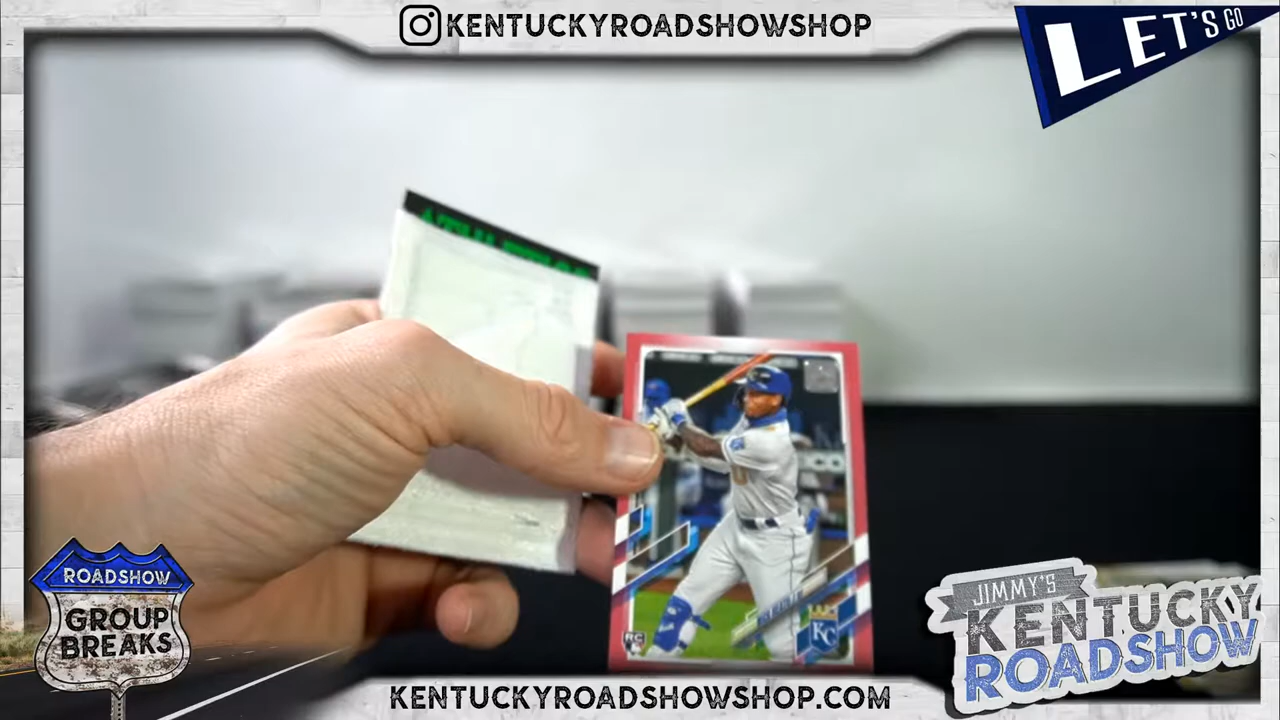 KENTUCKYROADSHOWSHOP
LET'S GO
RC
KC
ROADSHOW
GROUP
BREAKS
JIMMY'S
KENTUCKY
ROADSHOW
KENTUCKYROADSHOWSHOP.COM